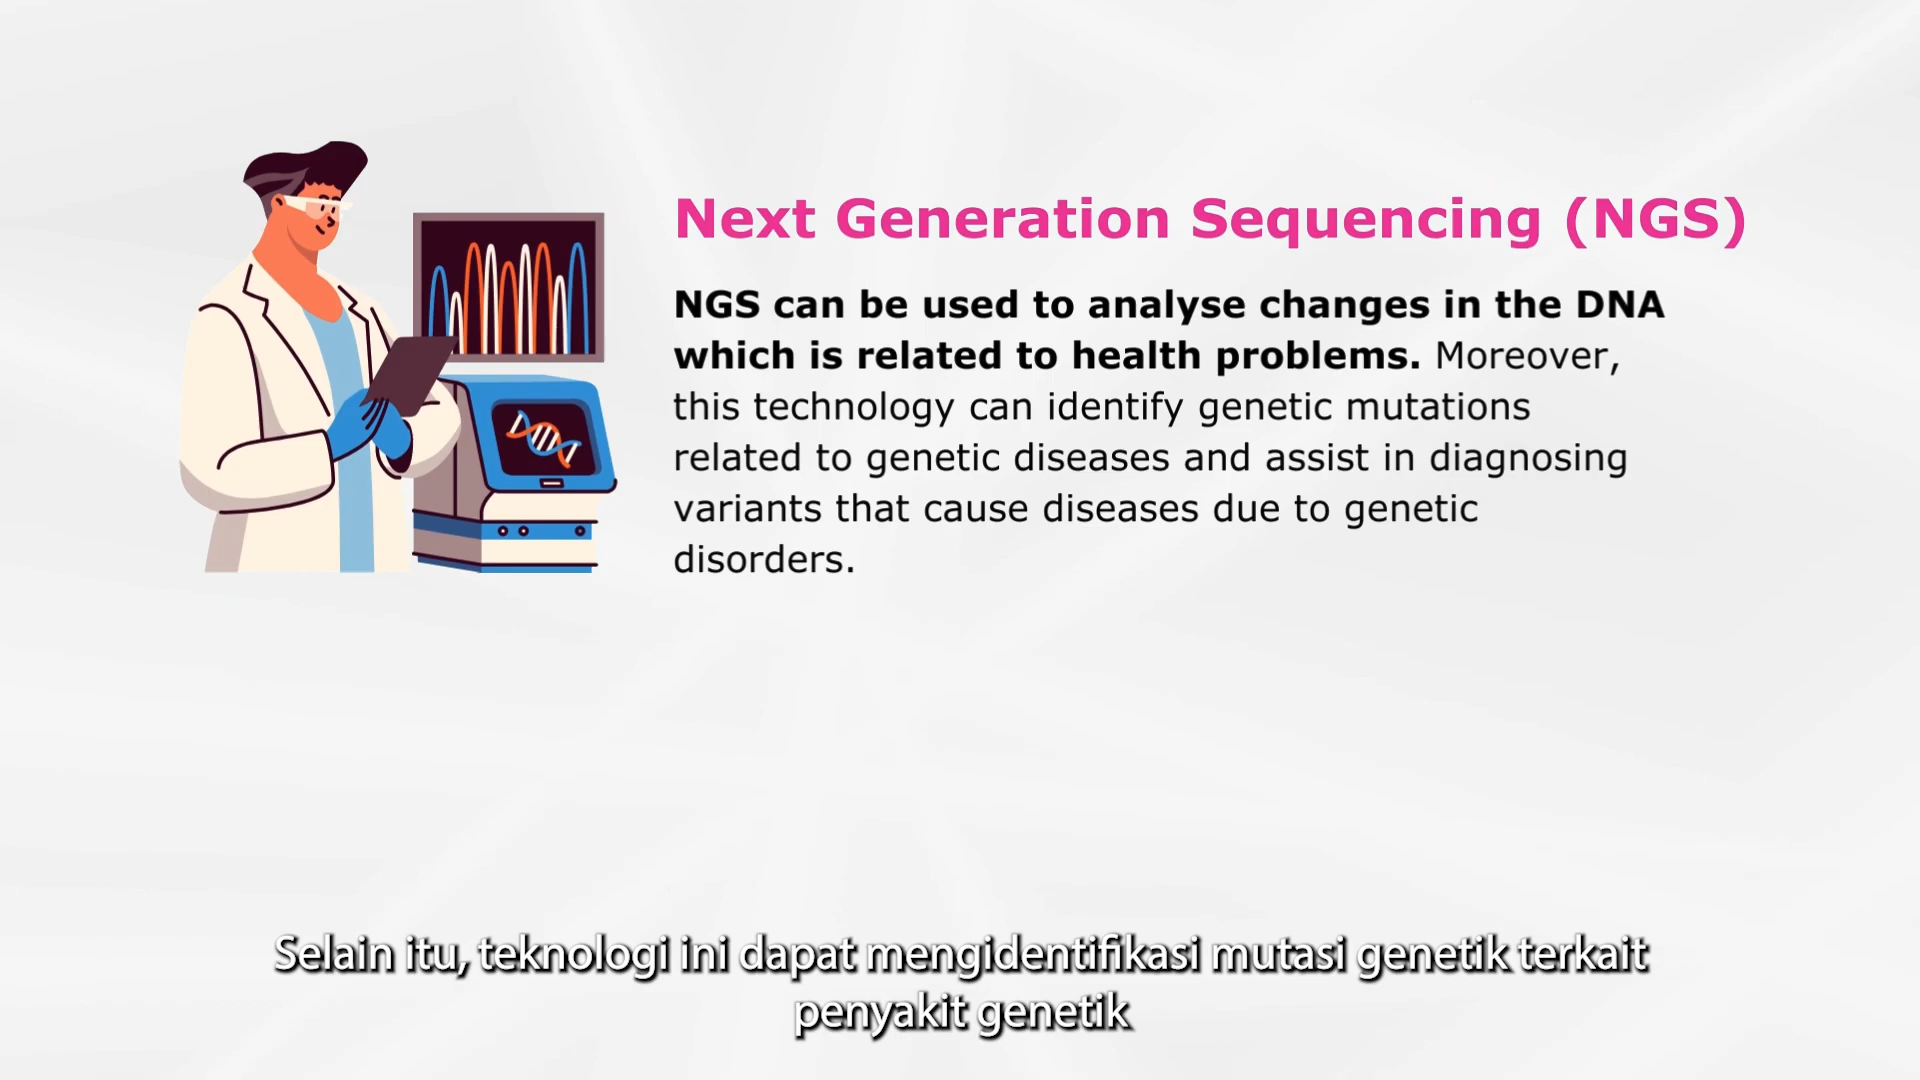 Next Generation Sequencing (NGS)
NGS can be used to analyse changes in the DNA
which is related to health problems. Moreover,
this technology can identify genetic mutations
related to genetic diseases and assist in diagnosing
variants that cause diseases due to genetic
disorders.
Selain itu, teknologi ini dapat mengidentifikasi mutasi genetik terkait
penyakit genetik